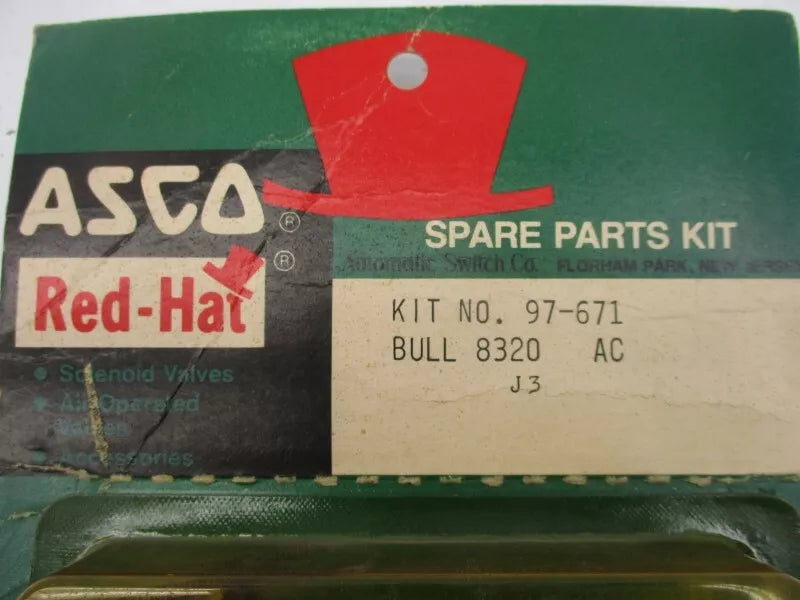 ASCO ®
Red-Hat ®
• Solenoid Valves
• Air Operated
Valves
• Accessories
SPARE PARTS KIT
Automatic Switch Co. FLORHAM PARK, NEW JERSEY
KIT NO. 97-671
BULL 8320 AC
J3